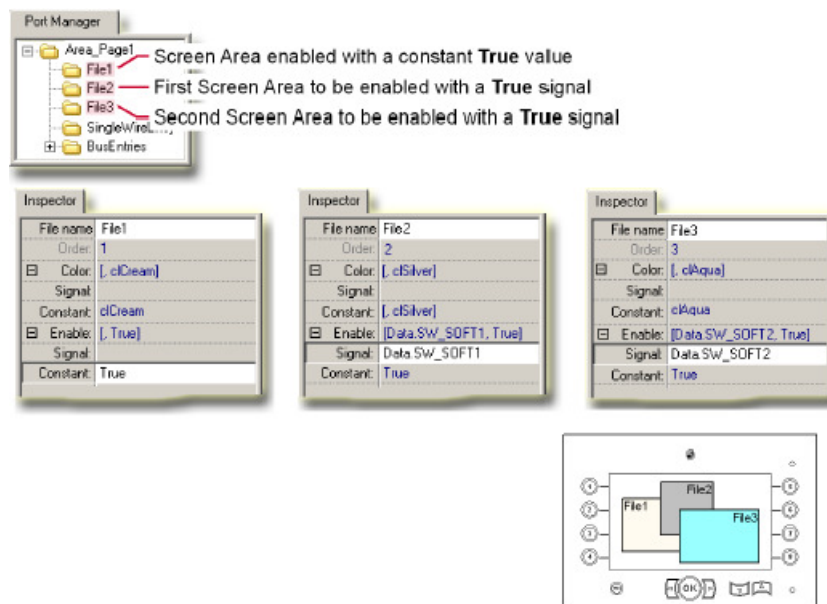 Port Manager
Area_Page1
File1
Screen Area enabled with a constant True value
File2
First Screen Area to be enabled with a True signal
File3
Second Screen Area to be enabled with a True signal
BusEntries
Inspector
File name File1
Order: 1
Color: [, clCream]
Signal:
Constant: clCream
Enable: [, True]
Signal:
Constant: True
Inspector
File name File2
Order: 2
Color: [, clSilver]
Signal:
Constant: [, clSilver]
Enable: [Data.SW_SOFT1, True]
Signal: Data.SW_SOFT1
Constant: True
Inspector
File name File3
Order: 3
Color: [, clAqua]
Signal:
Constant: clAqua
Enable: [Data.SW_SOFT2, True]
Signal: Data.SW_SOFT2
Constant: True
File2
File1
File3
OK